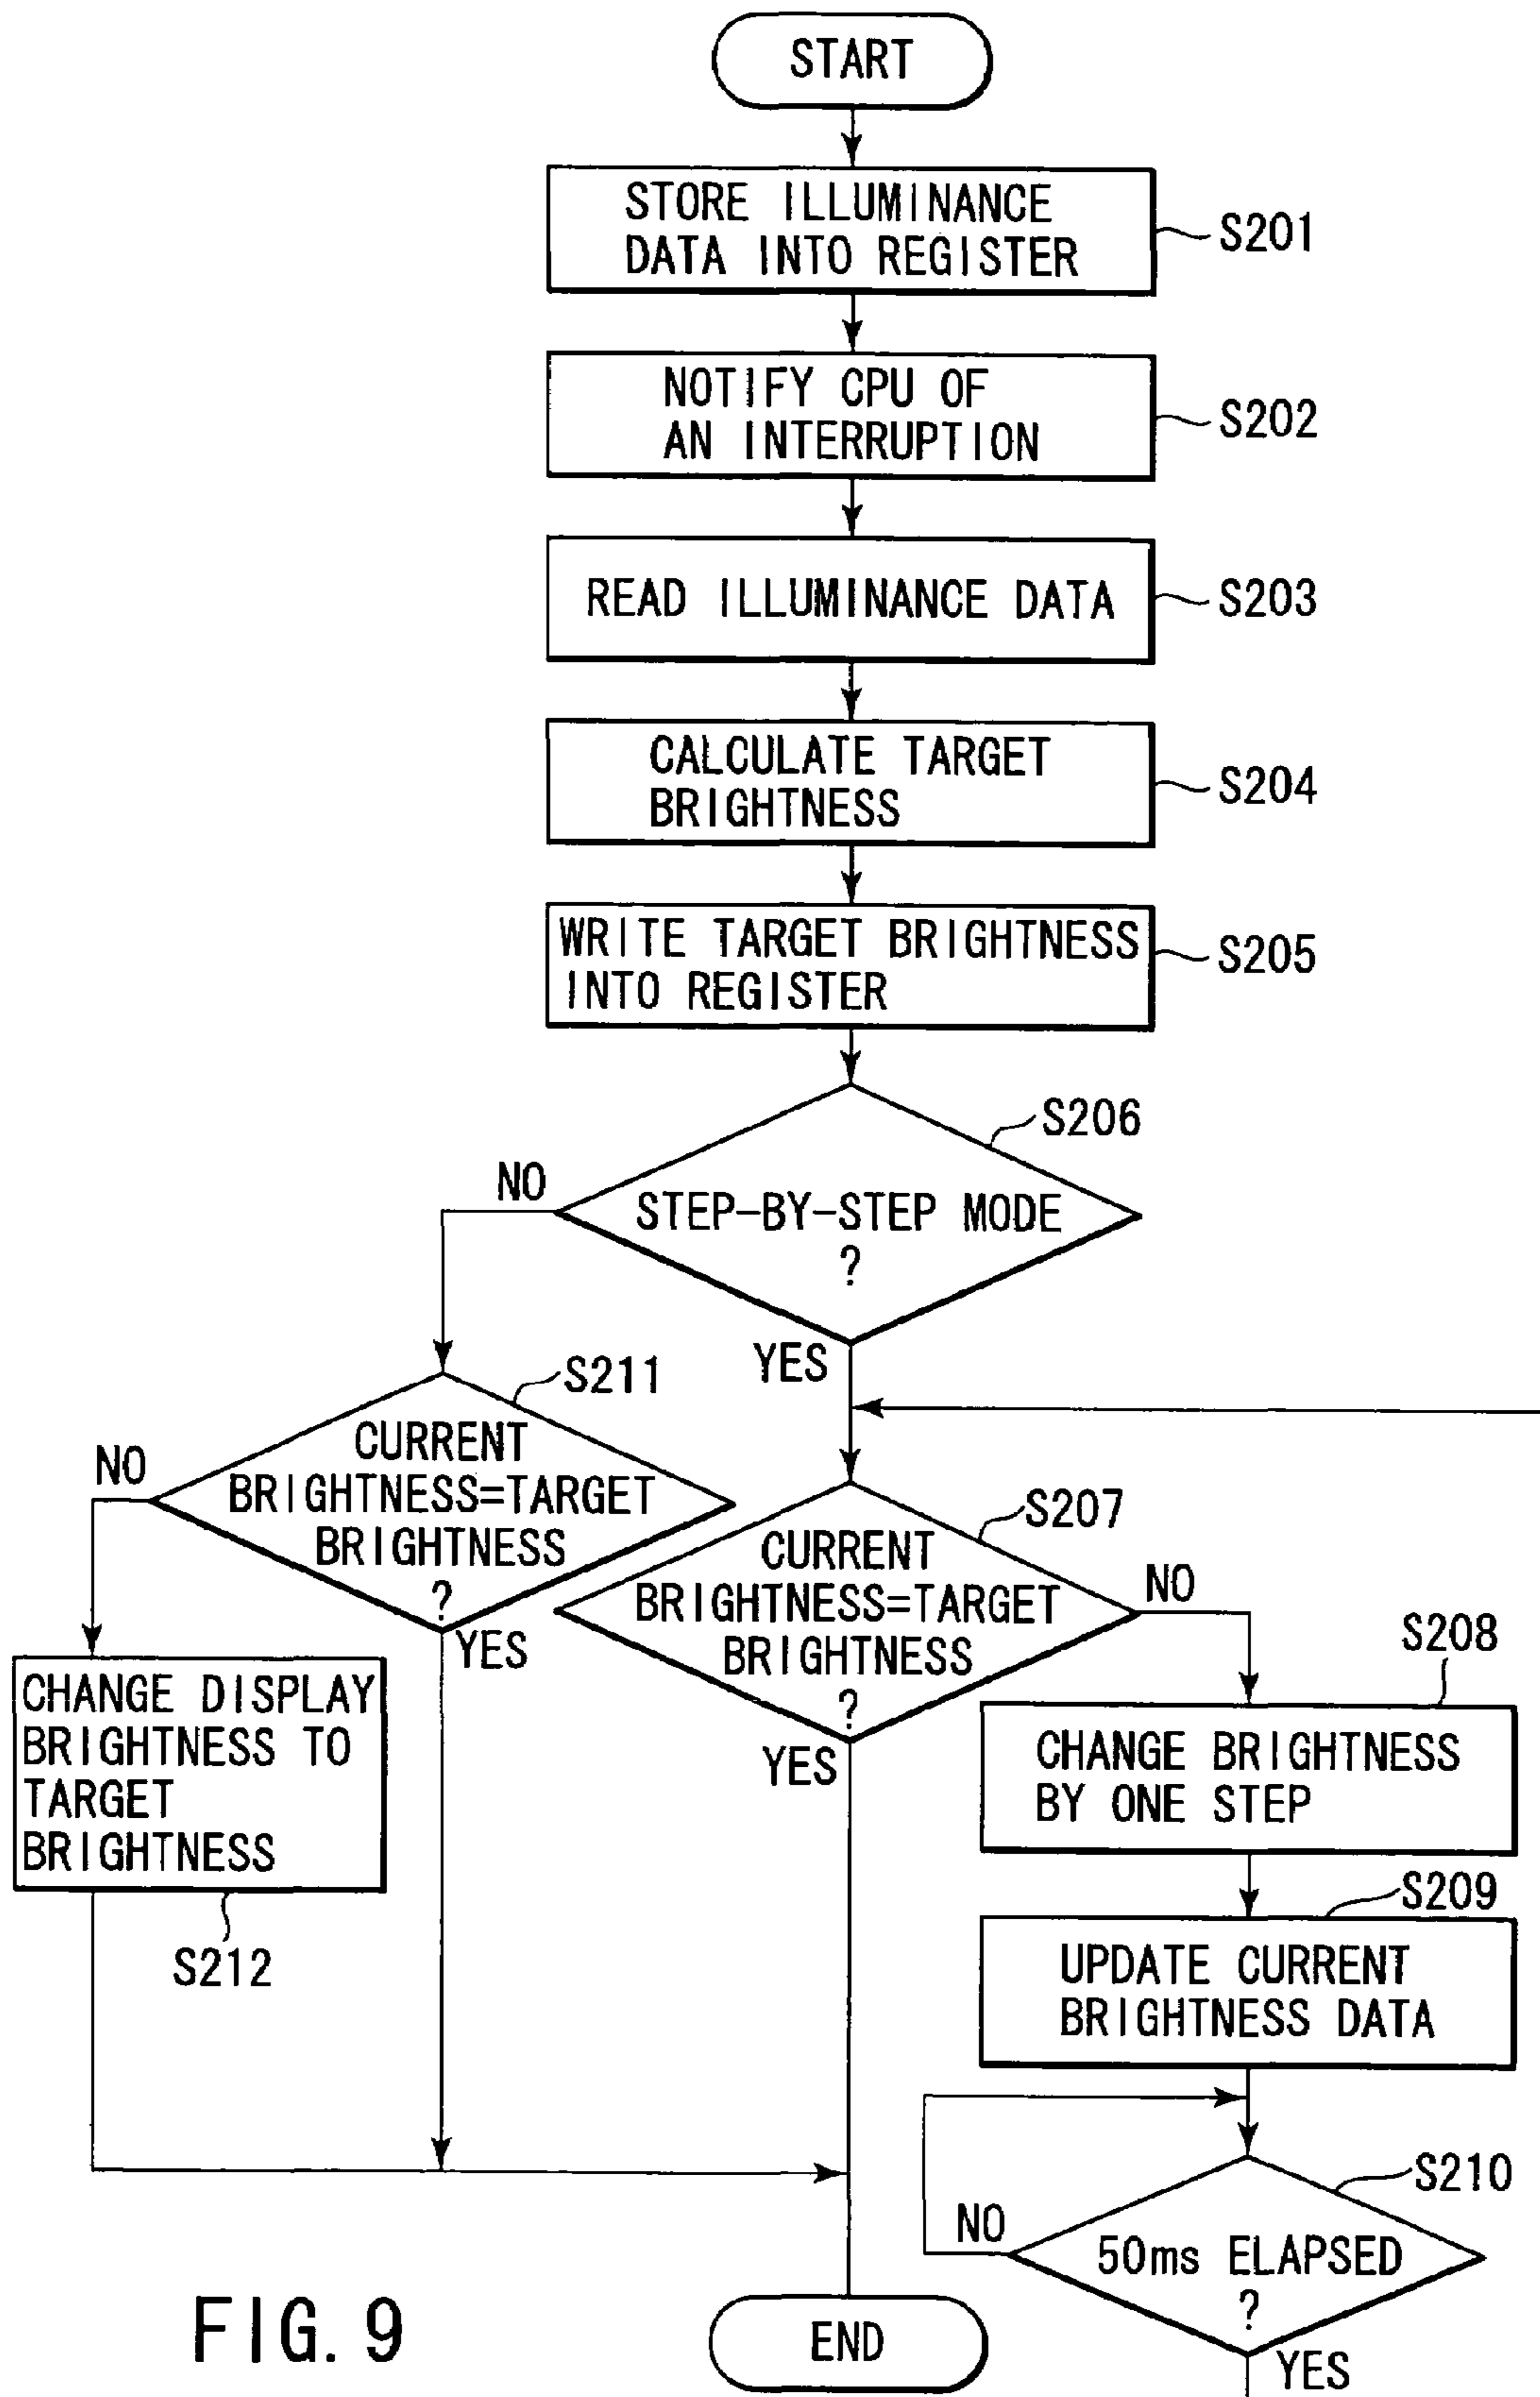 START
STORE ILLUMINANCE
DATA INTO REGISTER
S201
NOTIFY CPU OF
AN INTERRUPTION
S202
READ ILLUMINANCE DATA
S203
CALCULATE TARGET
BRIGHTNESS
S204
WRITE TARGET BRIGHTNESS
INTO REGISTER
S205
S206
NO
STEP-BY-STEP MODE
?
YES
S211
NO
CURRENT
BRIGHTNESS=TARGET
BRIGHTNESS
?
YES
S207
CURRENT
BRIGHTNESS=TARGET
BRIGHTNESS
?
NO
YES
S208
CHANGE BRIGHTNESS
BY ONE STEP
CHANGE DISPLAY
BRIGHTNESS TO
TARGET
BRIGHTNESS
S212
S209
UPDATE CURRENT
BRIGHTNESS DATA
S210
NO
50ms ELAPSED
?
YES
END
FIG. 9